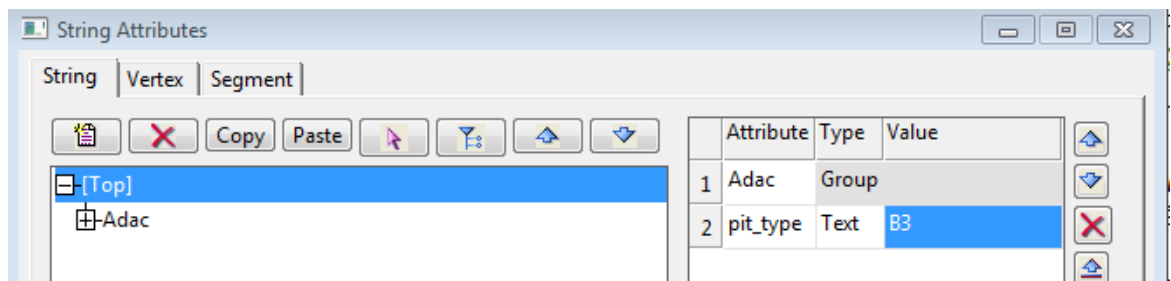 String Attributes
String Vertex Segment
Copy Paste
Attribute Type Value
[Top]
1 Adac Group
Adac
2 pit_type Text B3